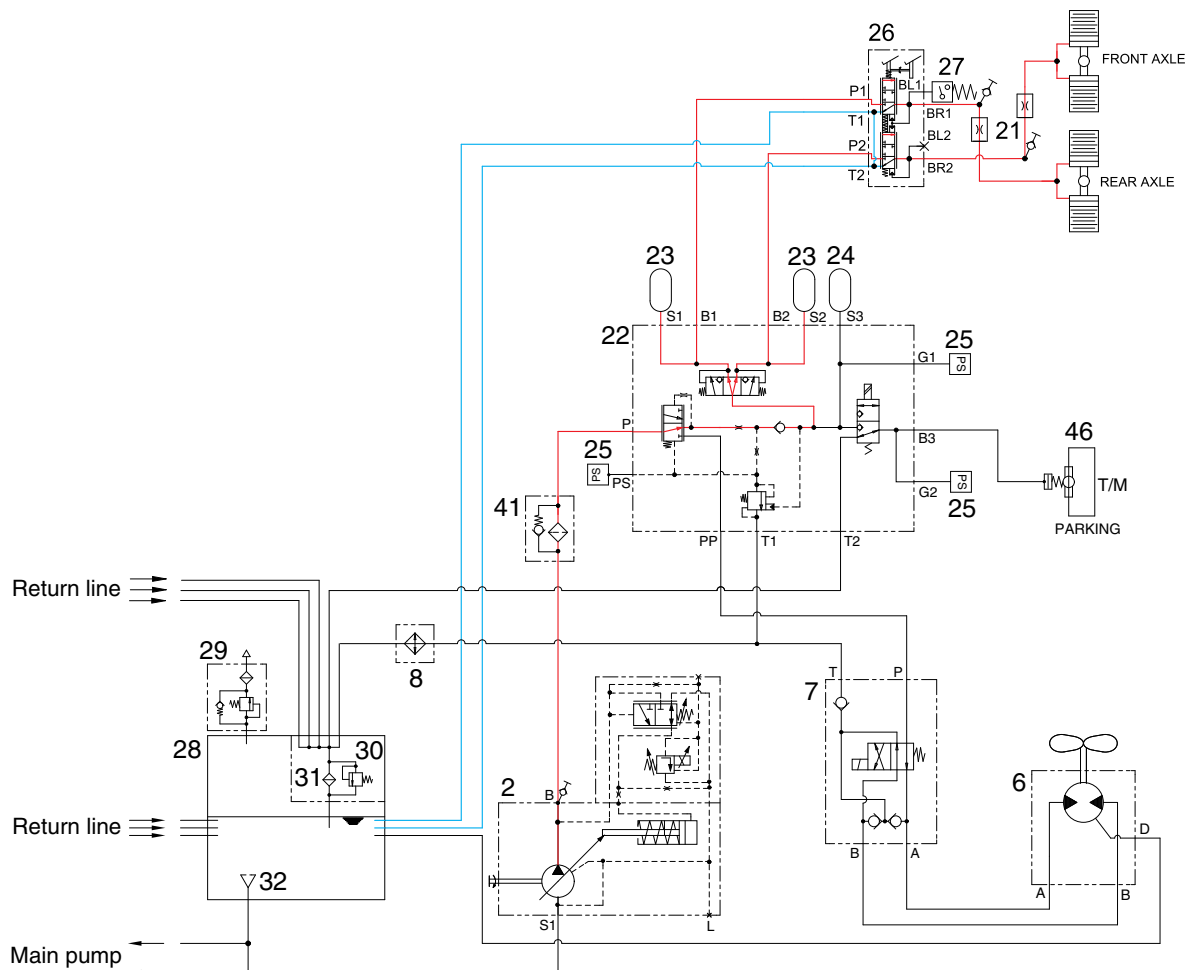 26
27
BL1
P1
BR1
T1
BL2
P2
BR2
T2
21
FRONT AXLE
REAR AXLE
23
23
24
S1
B1
B2
S2
S3
22
G1
25
PS
P
B3
25
PS
PS
G2
PS
25
46
T/M
PARKING
41
PP
T1
T2
Return line
8
29
28
30
31
T
P
7
2
B
6
D
Return line
B
A
A
B
32
S1
L
Main pump